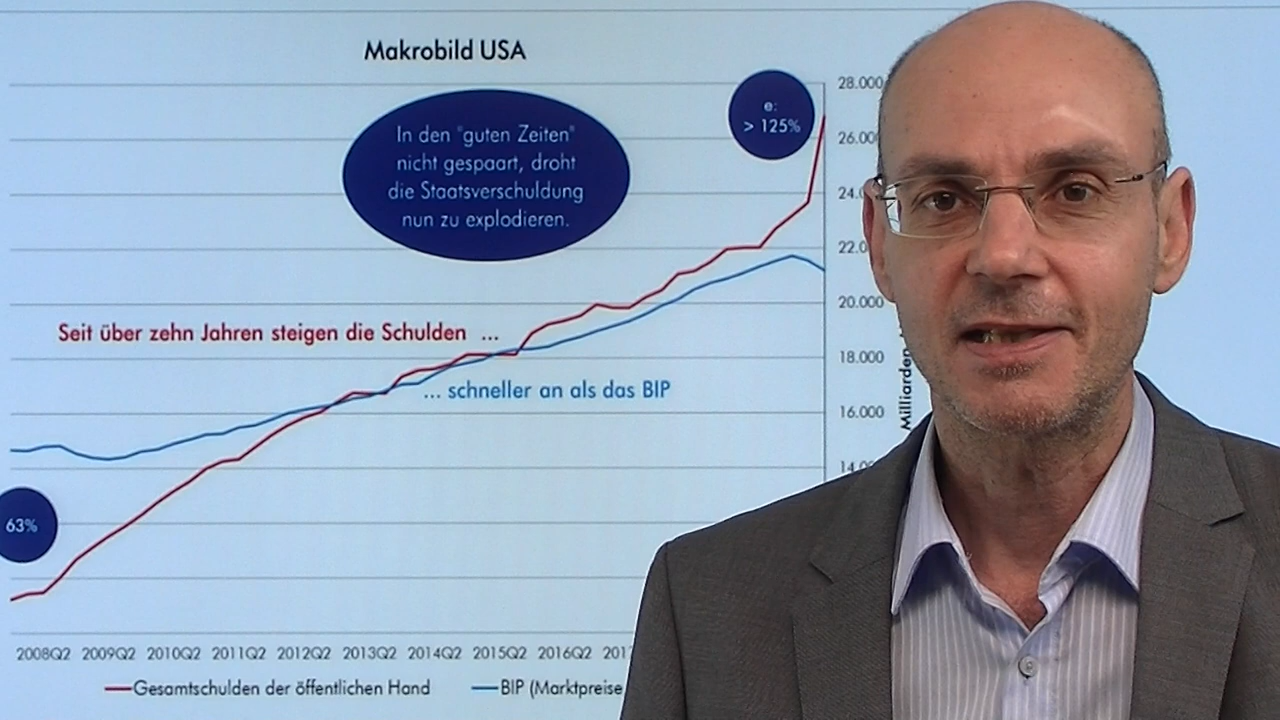 Makrobild USA
e:
> 125%
In den "guten Zeiten"
nicht gespaart, droht
die Staatsverschuldung
nun zu explodieren.
28.000
26.000
24.0
22.0
20.000
18.000
16.000
14.0
Milliarden
Seit über zehn Jahren steigen die Schulden ...
... schneller an als das BIP
63%
2008Q2 2009Q2 2010Q2 2011Q2 2012Q2 2013Q2 2014Q2 2015Q2 2016Q2 2017
Gesamtschulden der öffentlichen Hand
BIP (Marktpreise